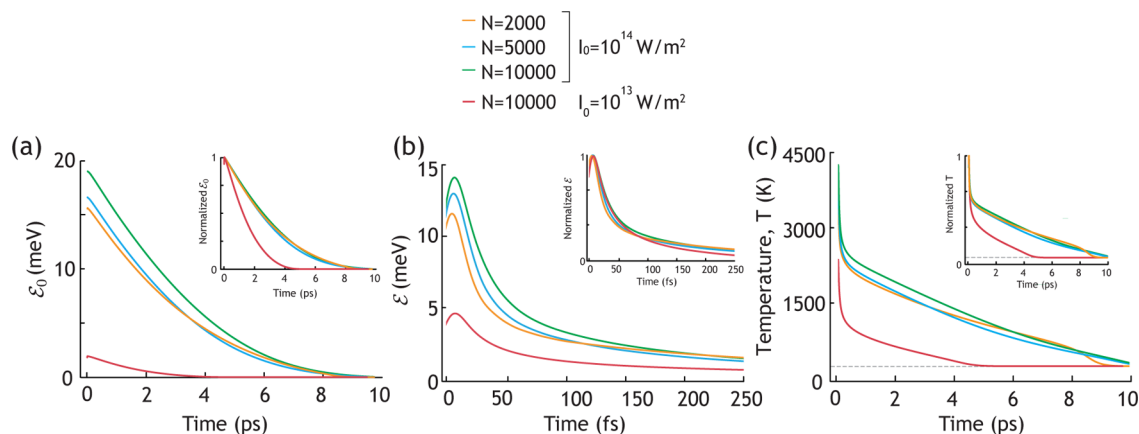 N=2000
N=5000 I₀=10¹⁴ W/m²
N=10000
N=10000 I₀=10¹³ W/m²
(a)
20
15
10
5
0
ℰ₀ (meV)
0 2 4 6 8 10
Time (ps)
1
0
Normalized ℰ₀
0 2 4 6 8 10
Time (ps)
(b)
15
10
5
0
ℰ (meV)
0 50 100 150 200 250
Time (fs)
1
0
Normalized ℰ
0 50 100 150 200 250
Time (fs)
(c)
4500
3000
1500
0
Temperature, T (K)
0 2 4 6 8 10
Time (ps)
1
0
Normalized T
0 2 4 6 8 10
Time (ps)